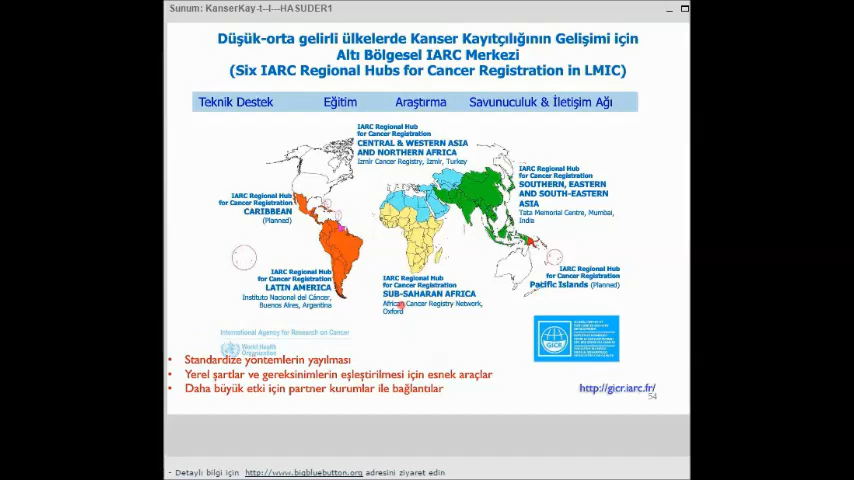 Sunum: KanserKay-t--l---HASUDER1
Düşük-orta gelirli ülkelerde Kanser Kayıtçılığının Gelişimi için
Altı Bölgesel IARC Merkezi
(Six IARC Regional Hubs for Cancer Registration in LMIC)
Teknik Destek Eğitim Araştırma Savunuculuk & İletişim Ağı
IARC Regional Hub
for Cancer Registration
CENTRAL & WESTERN ASIA
AND NORTHERN AFRICA
Izmir Cancer Registry, Izmir, Turkey
IARC Regional Hub
for Cancer Registration
SOUTHERN, EASTERN
AND SOUTH-EASTERN
ASIA
Tata Memorial Centre, Mumbai,
India
IARC Regional Hub
for Cancer Registration
CARIBBEAN
(Planned)
IARC Regional Hub
for Cancer Registration
LATIN AMERICA
Instituto Nacional del Cáncer,
Buenos Aires, Argentina
IARC Regional Hub
for Cancer Registration
SUB-SAHARAN AFRICA
African Cancer Registry Network,
Oxford
IARC Regional Hub
for Cancer Registration
Pacific Islands (Planned)
International Agency for Research on Cancer
World Health
Organization
GICR
• Standardize yöntemlerin yayılması
• Yerel şartlar ve gereksinimlerin eşleştirilmesi için esnek araçlar
• Daha büyük etki için partner kurumlar ile bağlantılar
http://gicr.iarc.fr/
54
- Detaylı bilgi için http://www.bigbluebutton.org adresini ziyaret edin